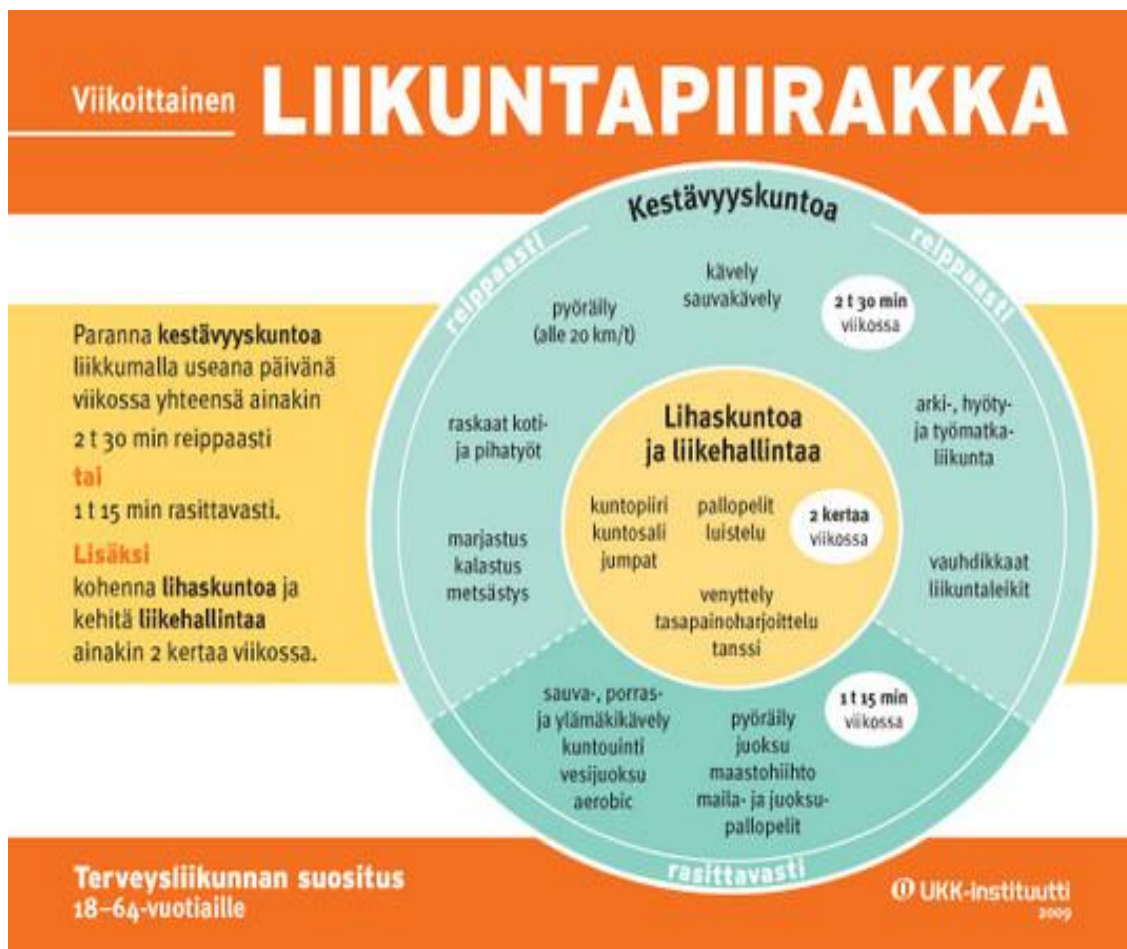 Viikoittainen LIIKUNTAPIIRAKKA
Paranna kestävyyskuntoa
liikkumalla useana päivänä
viikossa yhteensä ainakin
2 t 30 min reippaasti
tai
1 t 15 min rasittavasti.
Lisäksi
kohenna lihaskuntoa ja
kehitä liikehallintaa
ainakin 2 kertaa viikossa.
Kestävyyskuntoa
reippaasti
reippaasti
kävely
sauvakävely
2 t 30 min
viikossa
pyöräily
(alle 20 km/t)
raskaat koti-
ja pihatyöt
marjastus
kalastus
metsästys
arki-, hyöty-
ja työmatka-
liikunta
vauhdikkaat
liikuntaleikit
Lihaskuntoa
ja liikehallintaa
kuntopiiri
kuntosali
jumpat
pallopelit
luistelu
2 kertaa
viikossa
venyttely
tasapainoharjoittelu
tanssi
sauva-, porras-
ja ylämäkikävely
kuntouinti
vesijuoksu
aerobic
pyöräily
juoksu
maastohiihto
maila- ja juoksu-
pallopelit
1 t 15 min
viikossa
rasittavasti
Terveysliikunnan suositus
18–64-vuotiaille
UKK-instituutti
2009